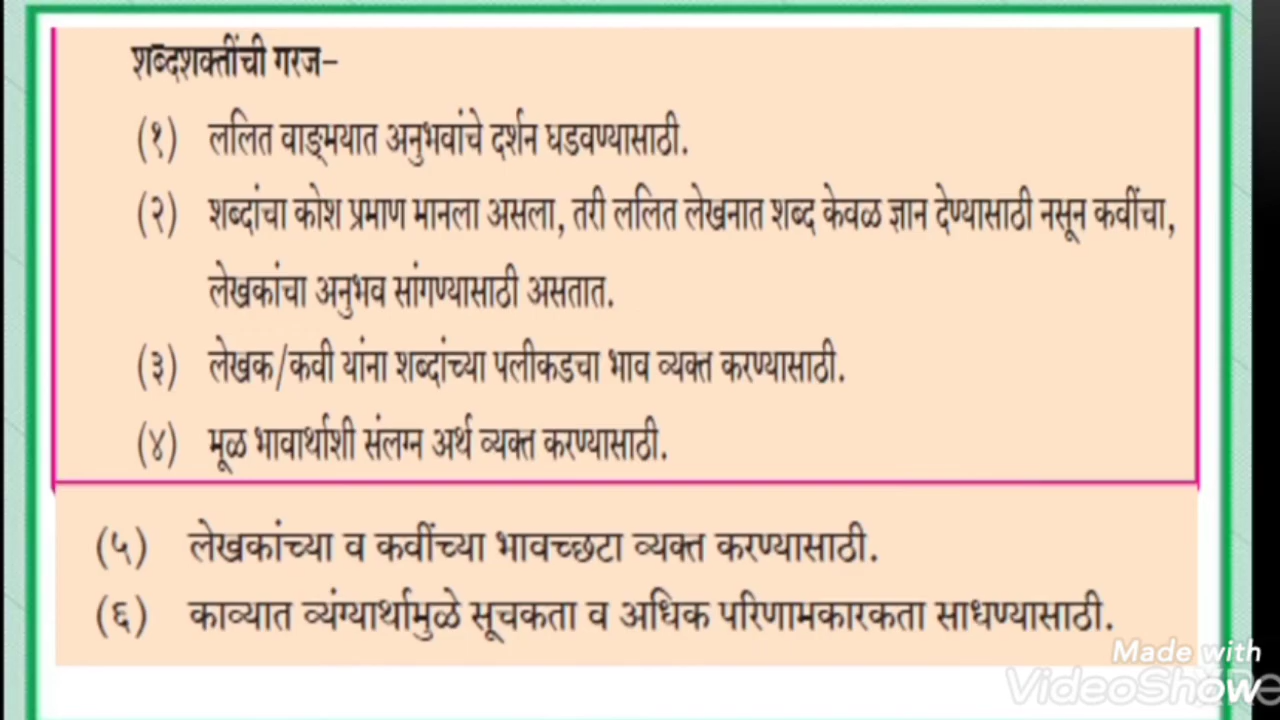 शब्दशक्तींची गरज–
(१) ललित वाङ्मयात अनुभवांचे दर्शन घडवण्यासाठी.
(२) शब्दांचा कोश प्रमाण मानला असला, तरी ललित लेखनात शब्द केवळ ज्ञान देण्यासाठी नसून कवींचा,
लेखकांचा अनुभव सांगण्यासाठी असतात.
(३) लेखक/कवी यांना शब्दांच्या पलीकडचा भाव व्यक्त करण्यासाठी.
(४) मूळ भावार्थाशी संलग्न अर्थ व्यक्त करण्यासाठी.
(५) लेखकांच्या व कवींच्या भावच्छटा व्यक्त करण्यासाठी.
(६) काव्यात व्यंग्यार्थामुळे सूचकता व अधिक परिणामकारकता साधण्यासाठी.
Made with
VideoShow